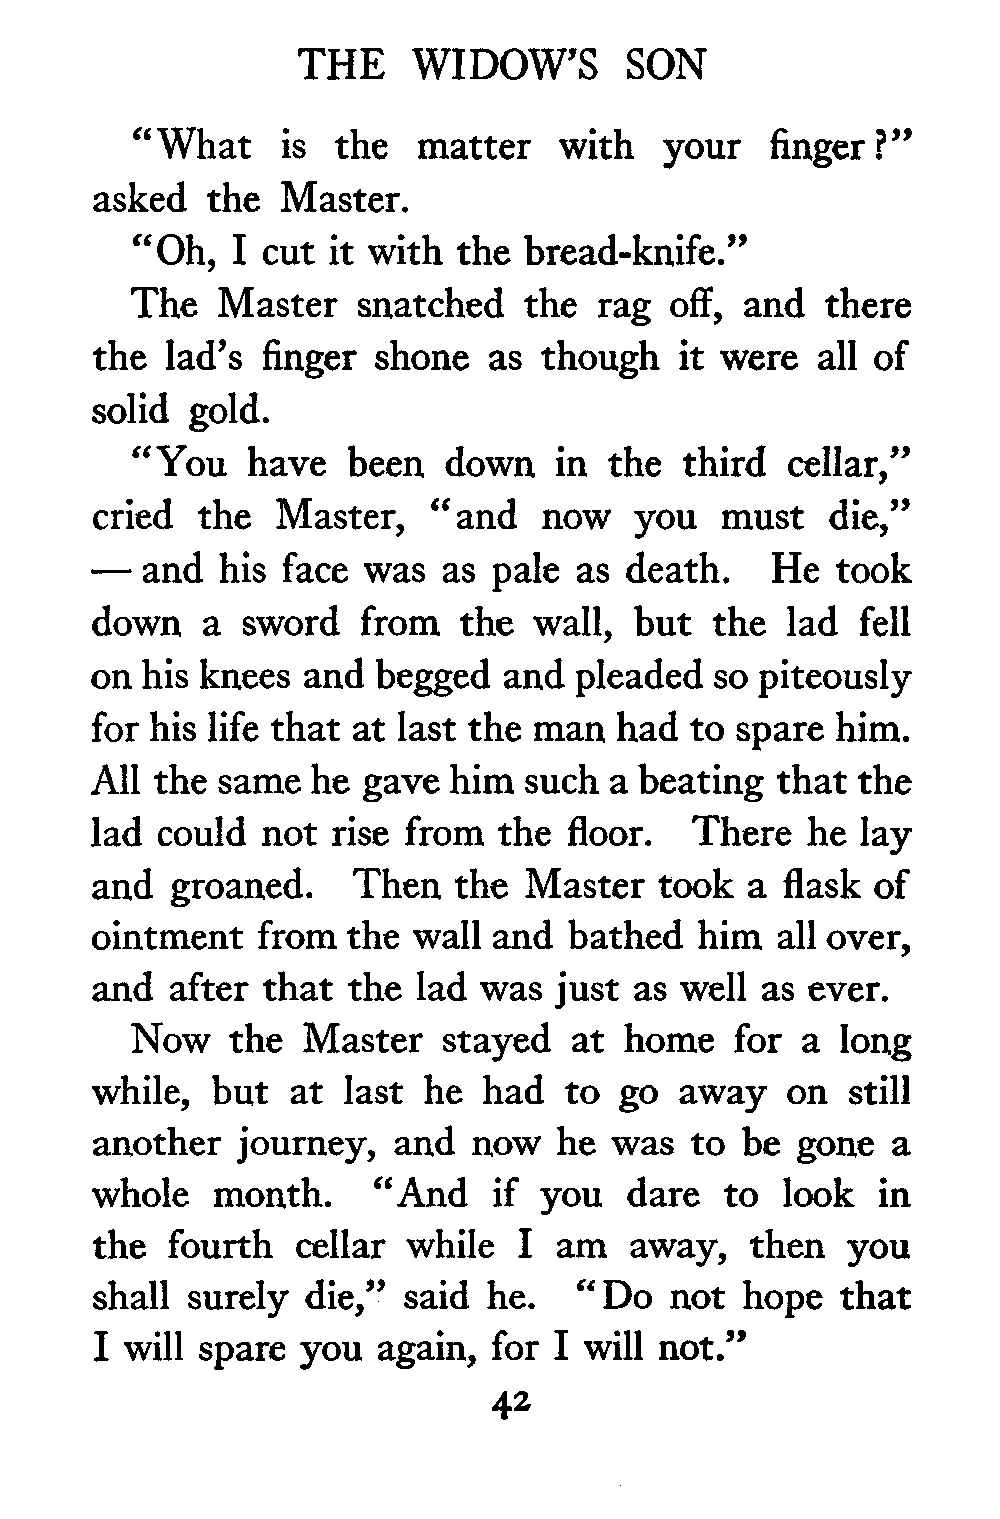 THE WIDOW'S SON
“What is the matter with your finger?”
asked the Master.
“Oh, I cut it with the bread-knife.”
The Master snatched the rag off, and there
the lad's finger shone as though it were all of
solid gold.
“You have been down in the third cellar,”
cried the Master, “and now you must die,”
— and his face was as pale as death. He took
down a sword from the wall, but the lad fell
on his knees and begged and pleaded so piteously
for his life that at last the man had to spare him.
All the same he gave him such a beating that the
lad could not rise from the floor. There he lay
and groaned. Then the Master took a flask of
ointment from the wall and bathed him all over,
and after that the lad was just as well as ever.
Now the Master stayed at home for a long
while, but at last he had to go away on still
another journey, and now he was to be gone a
whole month. “And if you dare to look in
the fourth cellar while I am away, then you
shall surely die,” said he. “Do not hope that
I will spare you again, for I will not.”
42